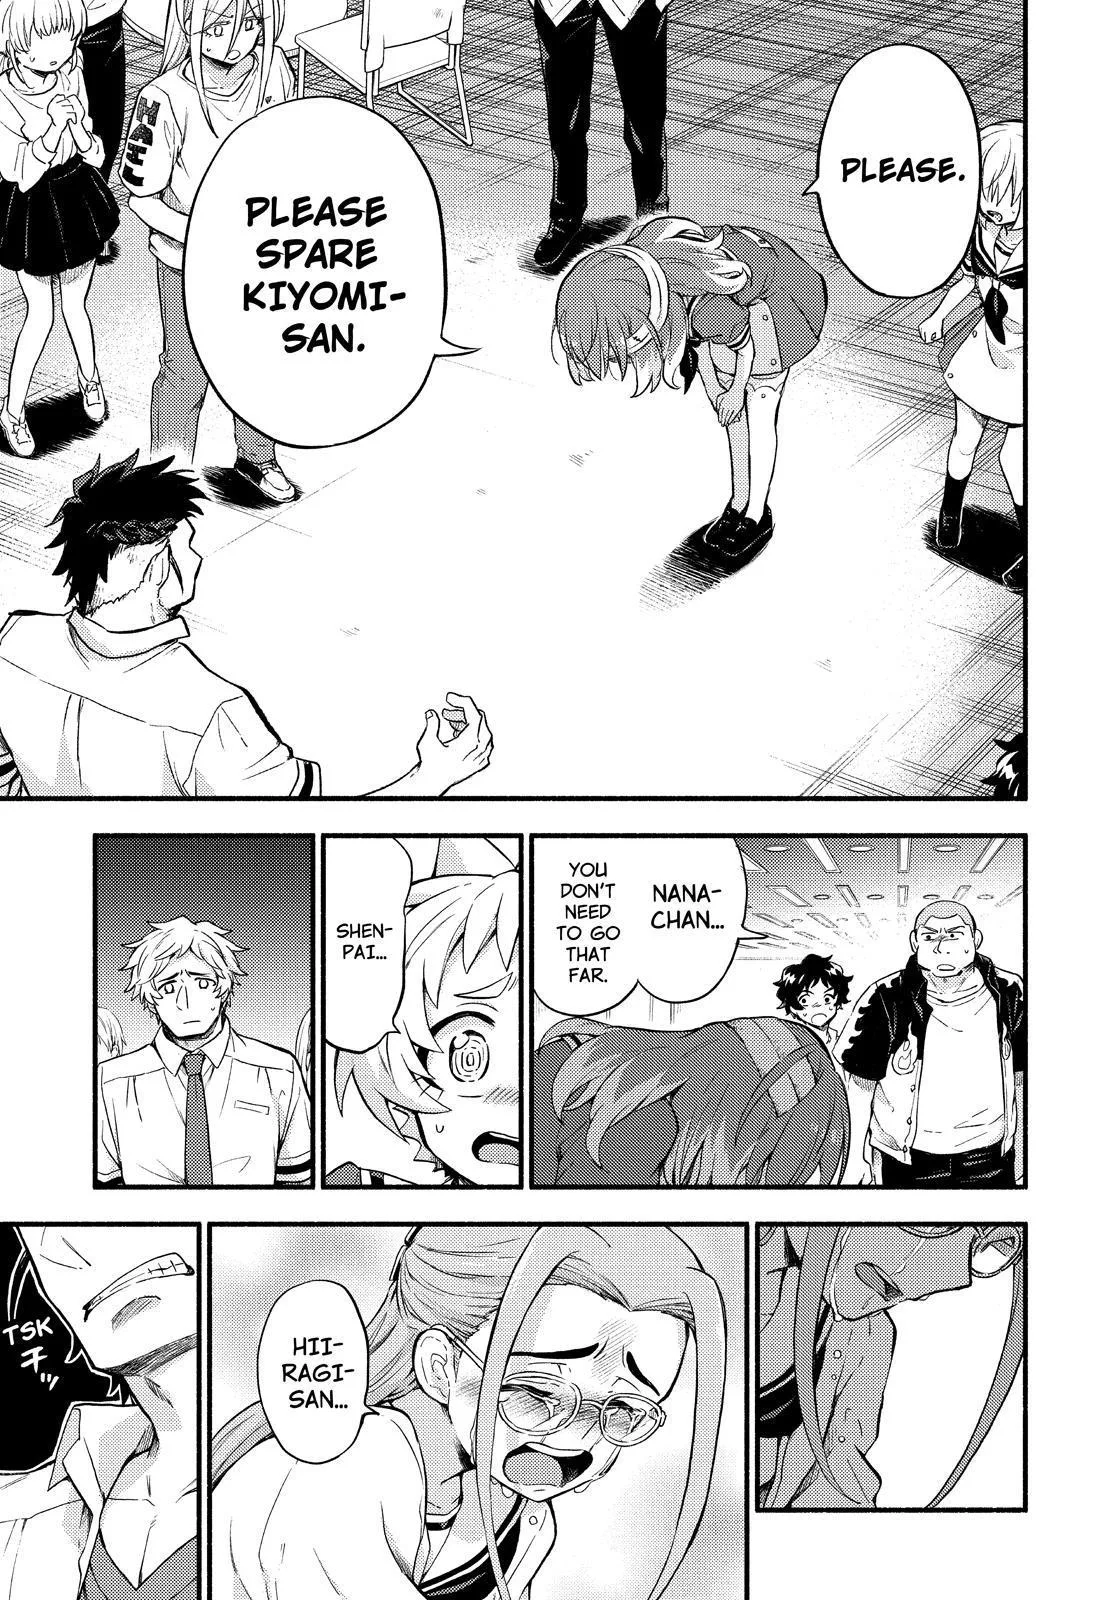 PLEASE.
PLEASE
SPARE
KIYOMI-
SAN.
HAIL
NANA-
CHAN...
YOU
DON'T
NEED
TO GO
THAT
FAR.
SHEN-
PAI...
HII-
RAGI-
SAN...
TSK
チッ